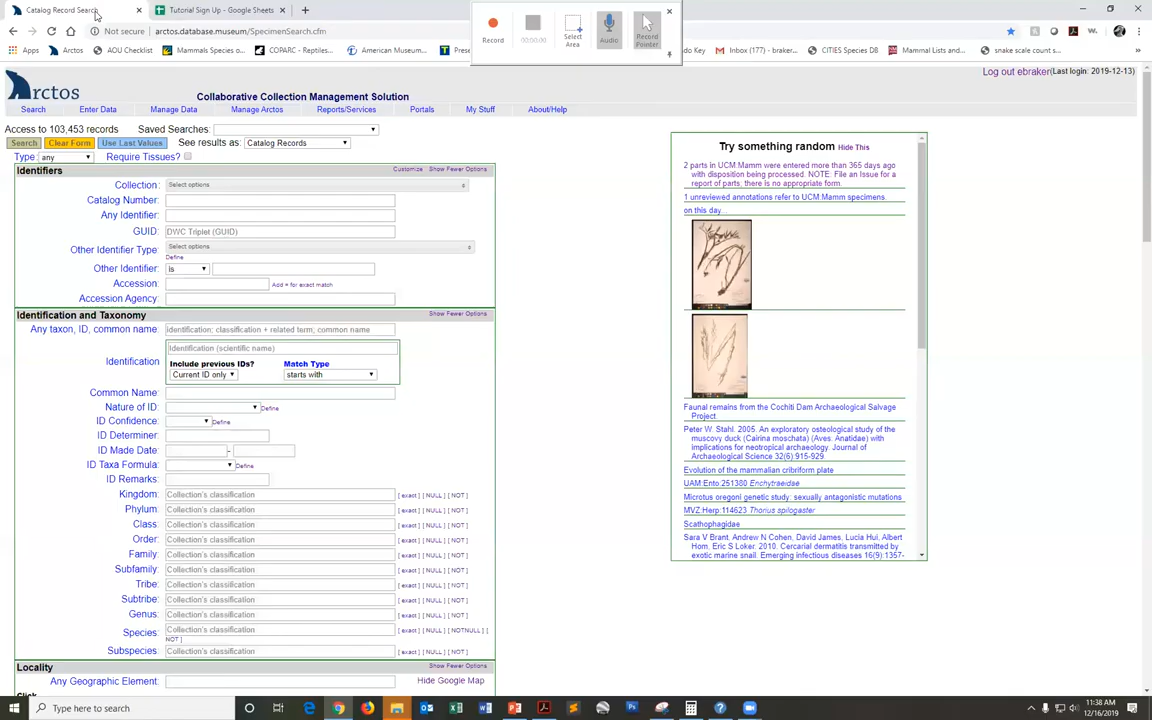 Catalog Record Search
Tutorial Sign Up - Google Sheets
Record
00:00:00
Select Area
Audio
Record Pointer
Not secure | arctos.database.museum/SpecimenSearch.cfm
Apps
Arctos
AOU Checklist
Mammals Species o...
COPARC - Reptiles...
American Museum...
Prese
do Key
Inbox (177) - braker...
CITIES Species DB
Mammal Lists and...
snake scale count s...
Arctos
Collaborative Collection Management Solution
Log out ebraker(Last login: 2019-12-13)
Search Enter Data Manage Data Manage Arctos Reports/Services Portals My Stuff About/Help
Access to 103,453 records Saved Searches:
Search Clear Form Use Last Values See results as: Catalog Records
Type: any Require Tissues?
Identifiers Customize Show Fewer Options
Collection: Select options
Catalog Number:
Any Identifier:
GUID: DWC Triplet (GUID)
Other Identifier Type: Select options
Define
Other Identifier: is
Accession: Add = for exact match
Accession Agency:
Identification and Taxonomy Show Fewer Options
Any taxon, ID, common name: identification; classification + related term; common name
Identification (scientific name)
Identification: Include previous IDs? Match Type
Current ID only starts with
Common Name:
Nature of ID: Define
ID Confidence: Define
ID Determiner:
ID Made Date: -
ID Taxa Formula: Define
ID Remarks:
Kingdom: Collection's classification [ exact ] [ NULL ] [ NOT ]
Phylum: Collection's classification [ exact ] [ NULL ] [ NOT ]
Class: Collection's classification [ exact ] [ NULL ] [ NOT ]
Order: Collection's classification [ exact ] [ NULL ] [ NOT ]
Family: Collection's classification [ exact ] [ NULL ] [ NOT ]
Subfamily: Collection's classification [ exact ] [ NULL ] [ NOT ]
Tribe: Collection's classification [ exact ] [ NULL ] [ NOT ]
Subtribe: Collection's classification [ exact ] [ NULL ] [ NOT ]
Genus: Collection's classification [ exact ] [ NULL ] [ NOT ]
Species: Collection's classification [ exact ] [ NULL ] [ NOTNULL ] [
NOT ]
Subspecies: Collection's classification [ exact ] [ NULL ] [ NOT ]
Locality Show Fewer Options
Any Geographic Element: Hide Google Map
Click
Try something random Hide This
2 parts in UCM:Mamm were entered more than 365 days ago
with disposition being processed. NOTE: File an Issue for a
report of parts; there is no appropriate form.
1 unreviewed annotations refer to UCM:Mamm specimens.
on this day...
Faunal remains from the Cochiti Dam Archaeological Salvage
Project
Peter W. Stahl. 2005. An exploratory osteological study of the
muscovy duck (Cairina moschata) (Aves: Anatidae) with
implications for neotropical archaeology. Journal of
Archaeological Science 32(6):915-929.
Evolution of the mammalian cribriform plate
UAM:Ento:251380 Enchytraeidae
Microtus oregoni genetic study: sexually antagonistic mutations
MVZ:Herp:114623 Thorius spilogaster
Scathophagidae
Sara V Brant, Andrew N Cohen, David James, Lucia Hui, Albert
Hom, Eric S Loker. 2010. Cercarial dermatitis transmitted by
exotic marine snail. Emerging infectious diseases 16(9):1357-
Type here to search
11:38 AM
12/16/2019